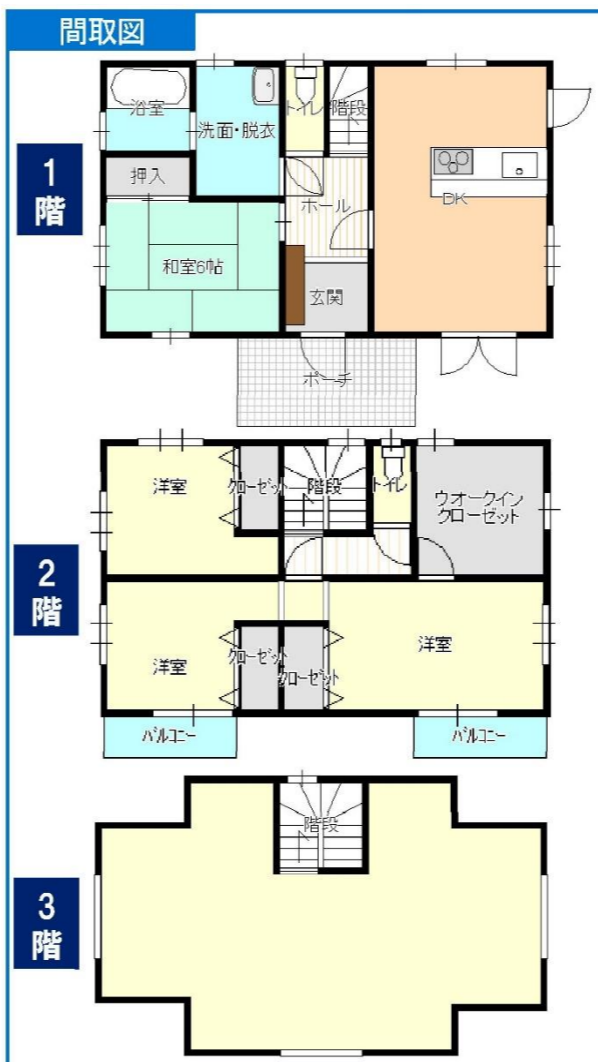 間取図
1
階
浴室
洗面・脱衣
トイレ
階段
押入
ホール
DK
和室6帖
玄関
ポーチ
2
階
洋室
クローゼット
階段
トイレ
ウオークイン
クローゼット
洋室
クローゼット
クローゼット
洋室
バルコニー
バルコニー
3
階
階段